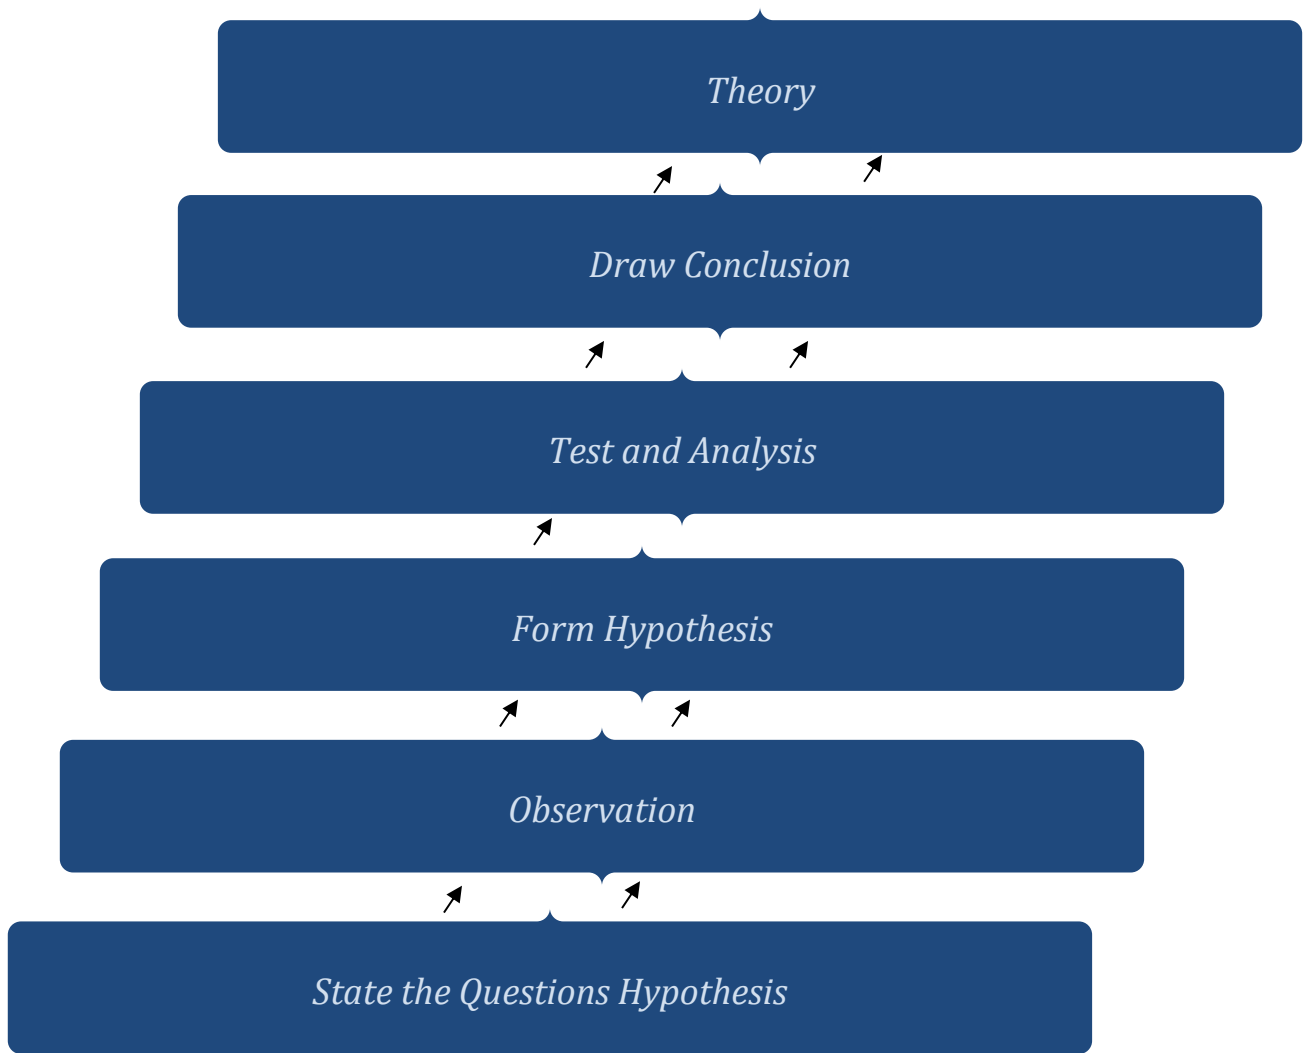 Theory
Draw Conclusion
Test and Analysis
Form Hypothesis
Observation
State the Questions Hypothesis